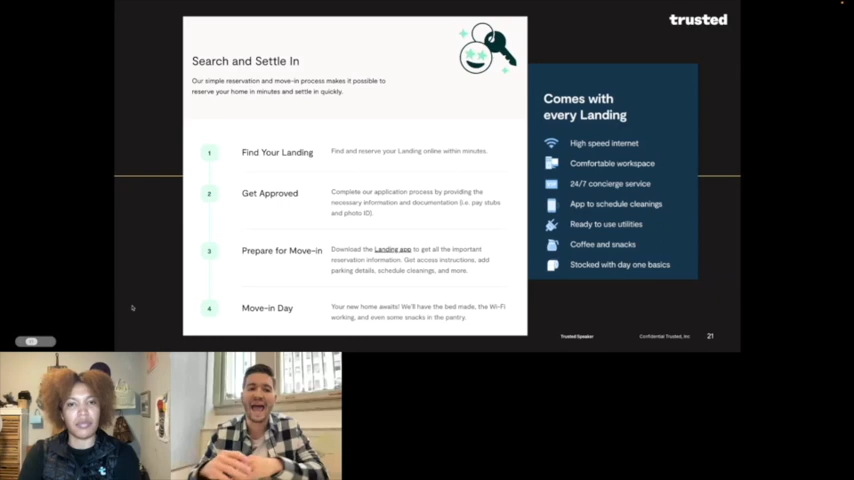 trusted
Search and Settle In
Our simple reservation and move-in process makes it possible to
reserve your home in minutes and settle in quickly.
1
Find Your Landing
Find and reserve your Landing online within minutes.
2
Get Approved
Complete our application process by providing the
necessary information and documentation (i.e. pay stubs
and photo ID).
3
Prepare for Move-in
Download the Landing app to get all the important
reservation information. Get access instructions, add
parking details, schedule cleanings, and more.
4
Move-in Day
Your new home awaits! We'll have the bed made, the Wi-Fi
working, and even some snacks in the pantry.
Comes with
every Landing
High speed internet
Comfortable workspace
24/7 concierge service
App to schedule cleanings
Ready to use utilities
Coffee and snacks
Stocked with day one basics
Trusted Speaker
Confidential Trusted, Inc
21